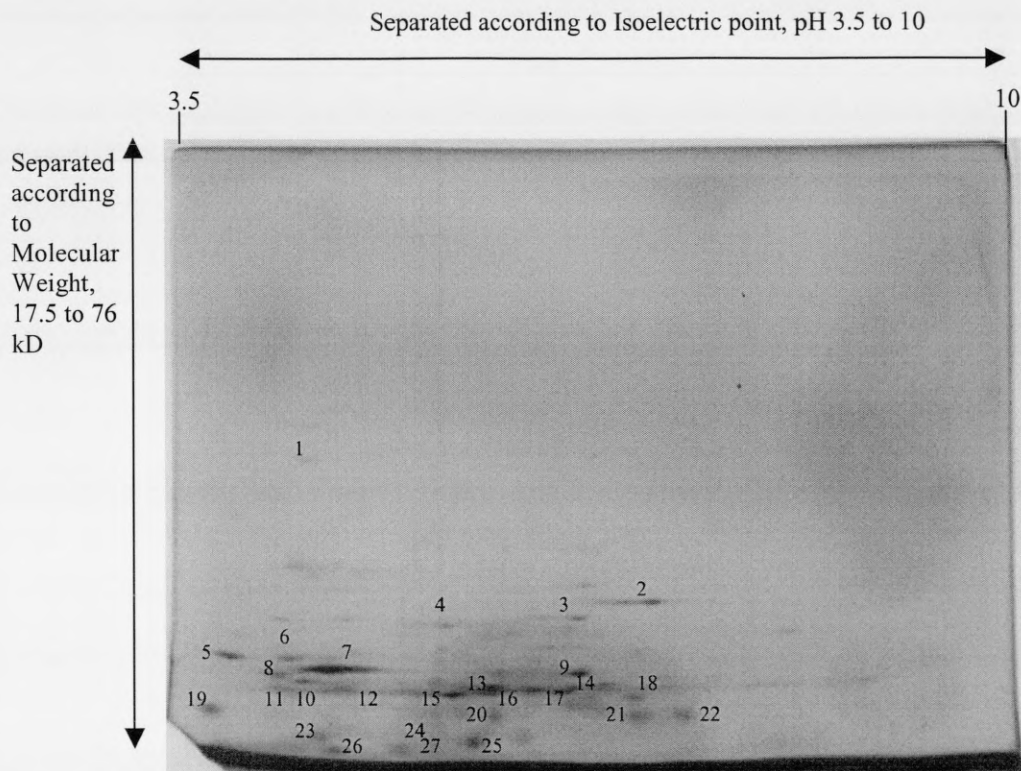 Separated according to Isoelectric point, pH 3.5 to 10
3.5 10
Separated
according
to
Molecular
Weight,
17.5 to 76
kD
1
2
4 3
6
5 7
8 9
13 14 18
19 11 10 12 15 16 17
20 21 22
23 24
26 27 25